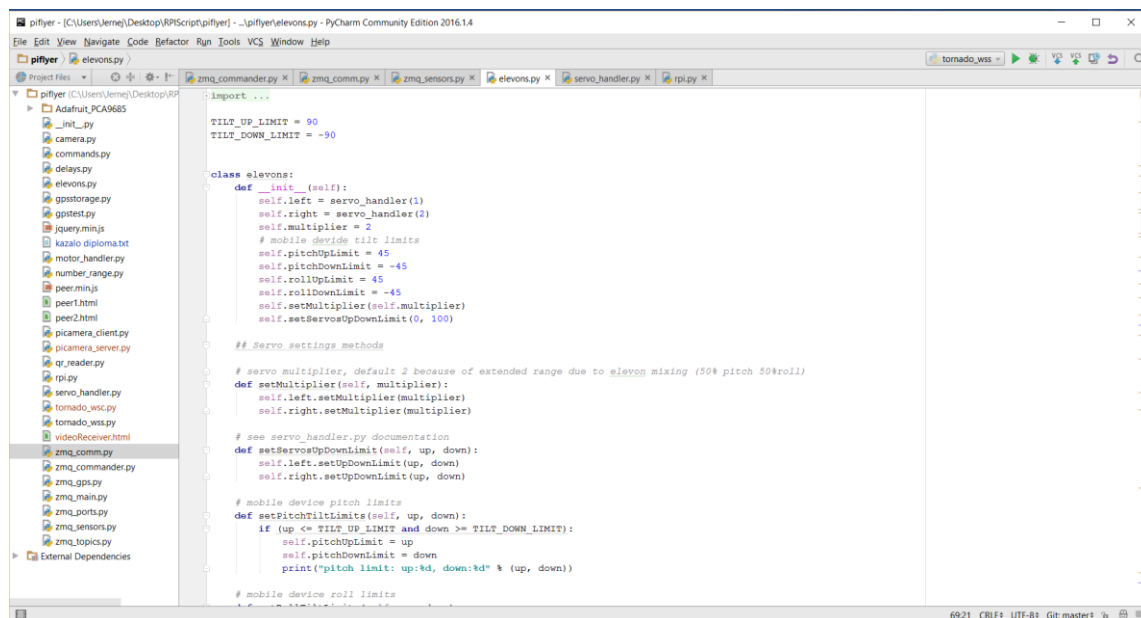 piflyer - [C:\Users\Jernej\Desktop\RPIScript\piflyer] - ...\piflyer\elevons.py - PyCharm Community Edition 2016.1.4
File Edit View Navigate Code Refactor Run Tools VCS Window Help
piflyer elevons.py tornado_wss VCS VCS
Project Files zmq_commander.py zmq_comm.py zmq_sensors.py elevons.py servo_handler.py rpi.py
piflyer (C:\Users\Jernej\Desktop\RP
Adafruit_PCA9685
__init__.py
camera.py
commands.py
delays.py
elevons.py
gpsstorage.py
gpstest.py
jquery.min.js
kazalo diploma.txt
motor_handler.py
number_range.py
peer.min.js
peer1.html
peer2.html
picamera_client.py
picamera_server.py
qr_reader.py
rpi.py
servo_handler.py
tornado_wsc.py
tornado_wss.py
videoReceiver.html
zmq_comm.py
zmq_commander.py
zmq_gps.py
zmq_main.py
zmq_ports.py
zmq_sensors.py
zmq_topics.py
External Dependencies
import ...
TILT_UP_LIMIT = 90
TILT_DOWN_LIMIT = -90
class elevons:
def __init__(self):
self.left = servo_handler(1)
self.right = servo_handler(2)
self.multiplier = 2
# mobile devide tilt limits
self.pitchUpLimit = 45
self.pitchDownLimit = -45
self.rollUpLimit = 45
self.rollDownLimit = -45
self.setMultiplier(self.multiplier)
self.setServosUpDownLimit(0, 100)
## Servo settings methods
# servo multiplier, default 2 because of extended range due to elevon mixing (50% pitch 50%roll)
def setMultiplier(self, multiplier):
self.left.setMultiplier(multiplier)
self.right.setMultiplier(multiplier)
# see servo_handler.py documentation
def setServosUpDownLimit(self, up, down):
self.left.setUpDownLimit(up, down)
self.right.setUpDownLimit(up, down)
# mobile device pitch limits
def setPitchTiltLimits(self, up, down):
if (up <= TILT_UP_LIMIT and down >= TILT_DOWN_LIMIT):
self.pitchUpLimit = up
self.pitchDownLimit = down
print("pitch limit: up:%d, down:%d" % (up, down))
# mobile device roll limits
69:21 CRLF UTF-8 Git: master